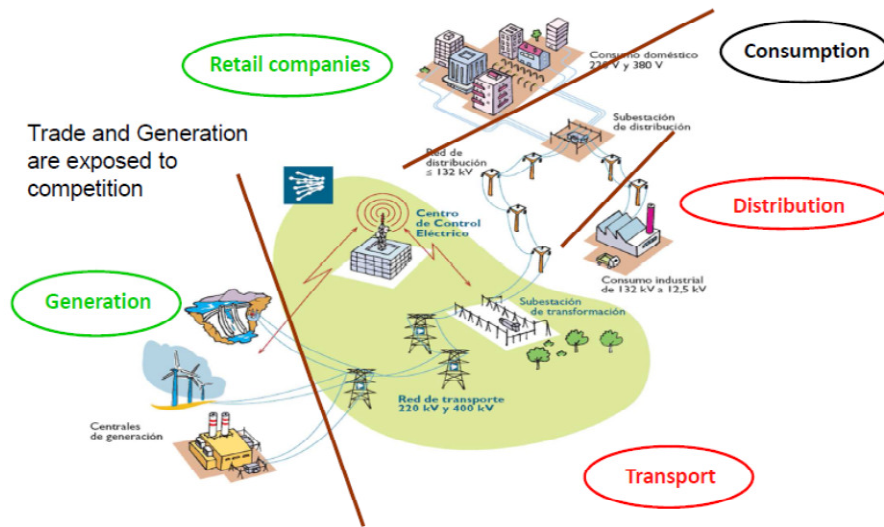 Retail companies
Consumption
Consumo doméstico
220 V y 380 V
Subestación
de distribución
Trade and Generation
are exposed to
competition
Red de
distribución
≤ 132 kV
Centro
de Control
Eléctrico
Distribution
Consumo industrial
de 132 kV a 12,5 kV
Generation
Subestación
de transformación
Red de transporte
220 kV y 400 kV
Centrales
de generación
Transport